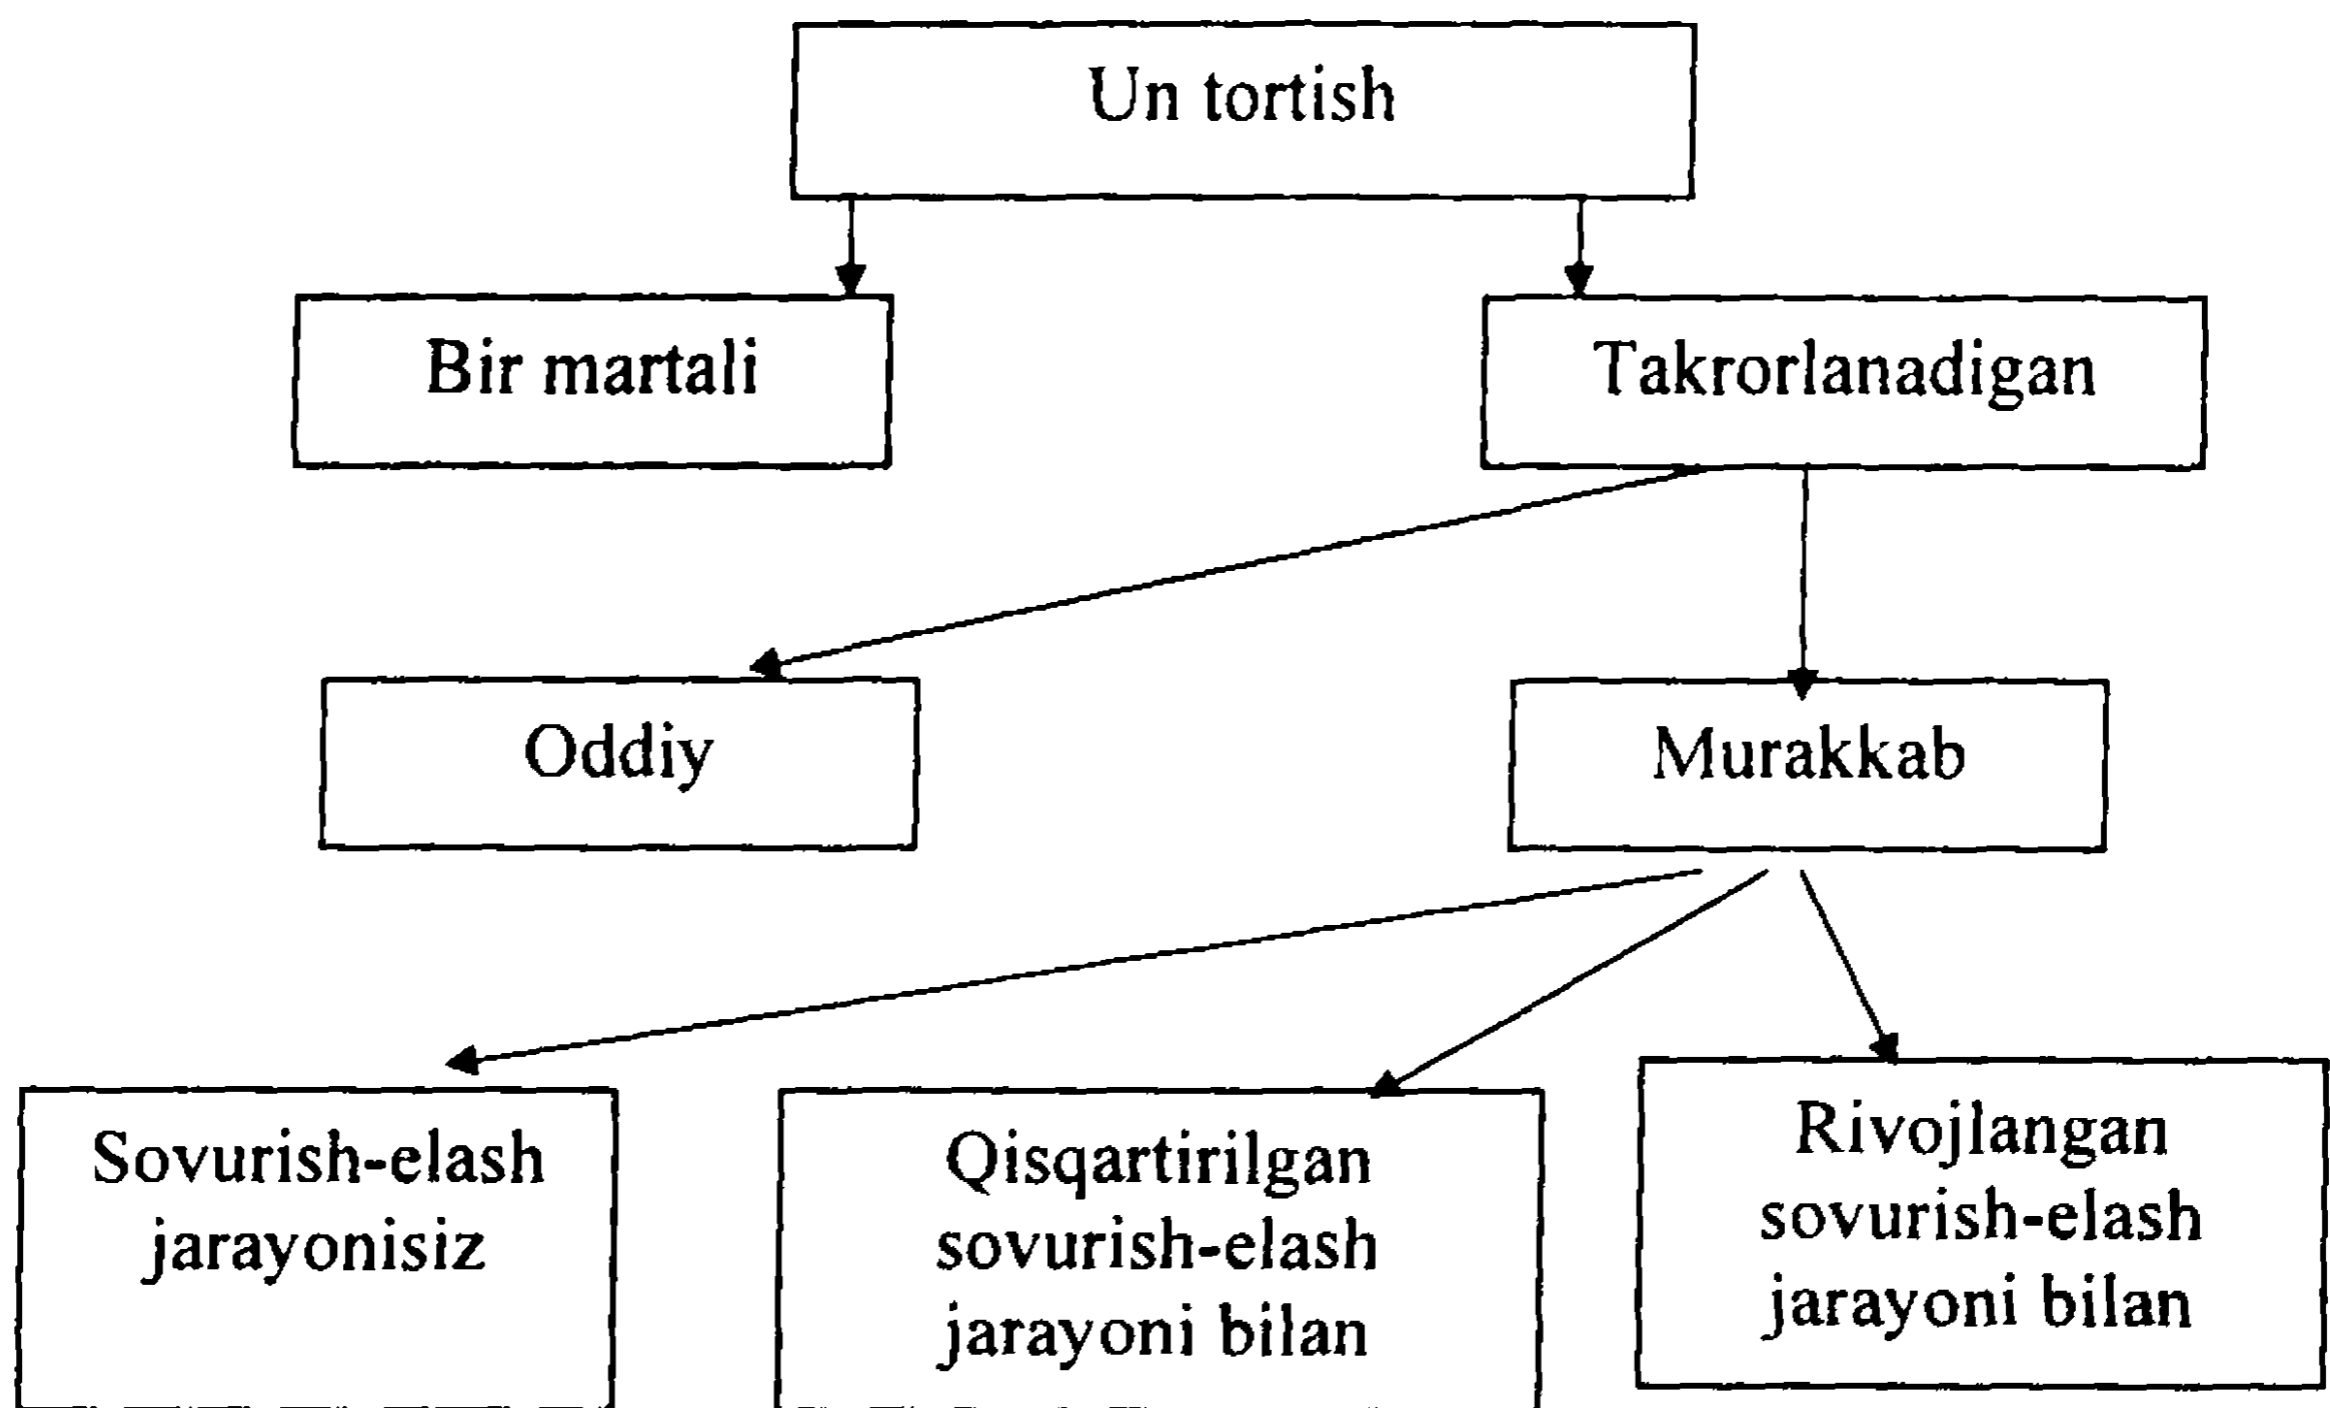 Un tortish
Bir martali
Takrorlanadigan
Oddiy
Murakkab
Sovurish-elash
jarayonisiz
Qisqartirilgan
sovurish-elash
jarayoni bilan
Rivojlangan
sovurish-elash
jarayoni bilan